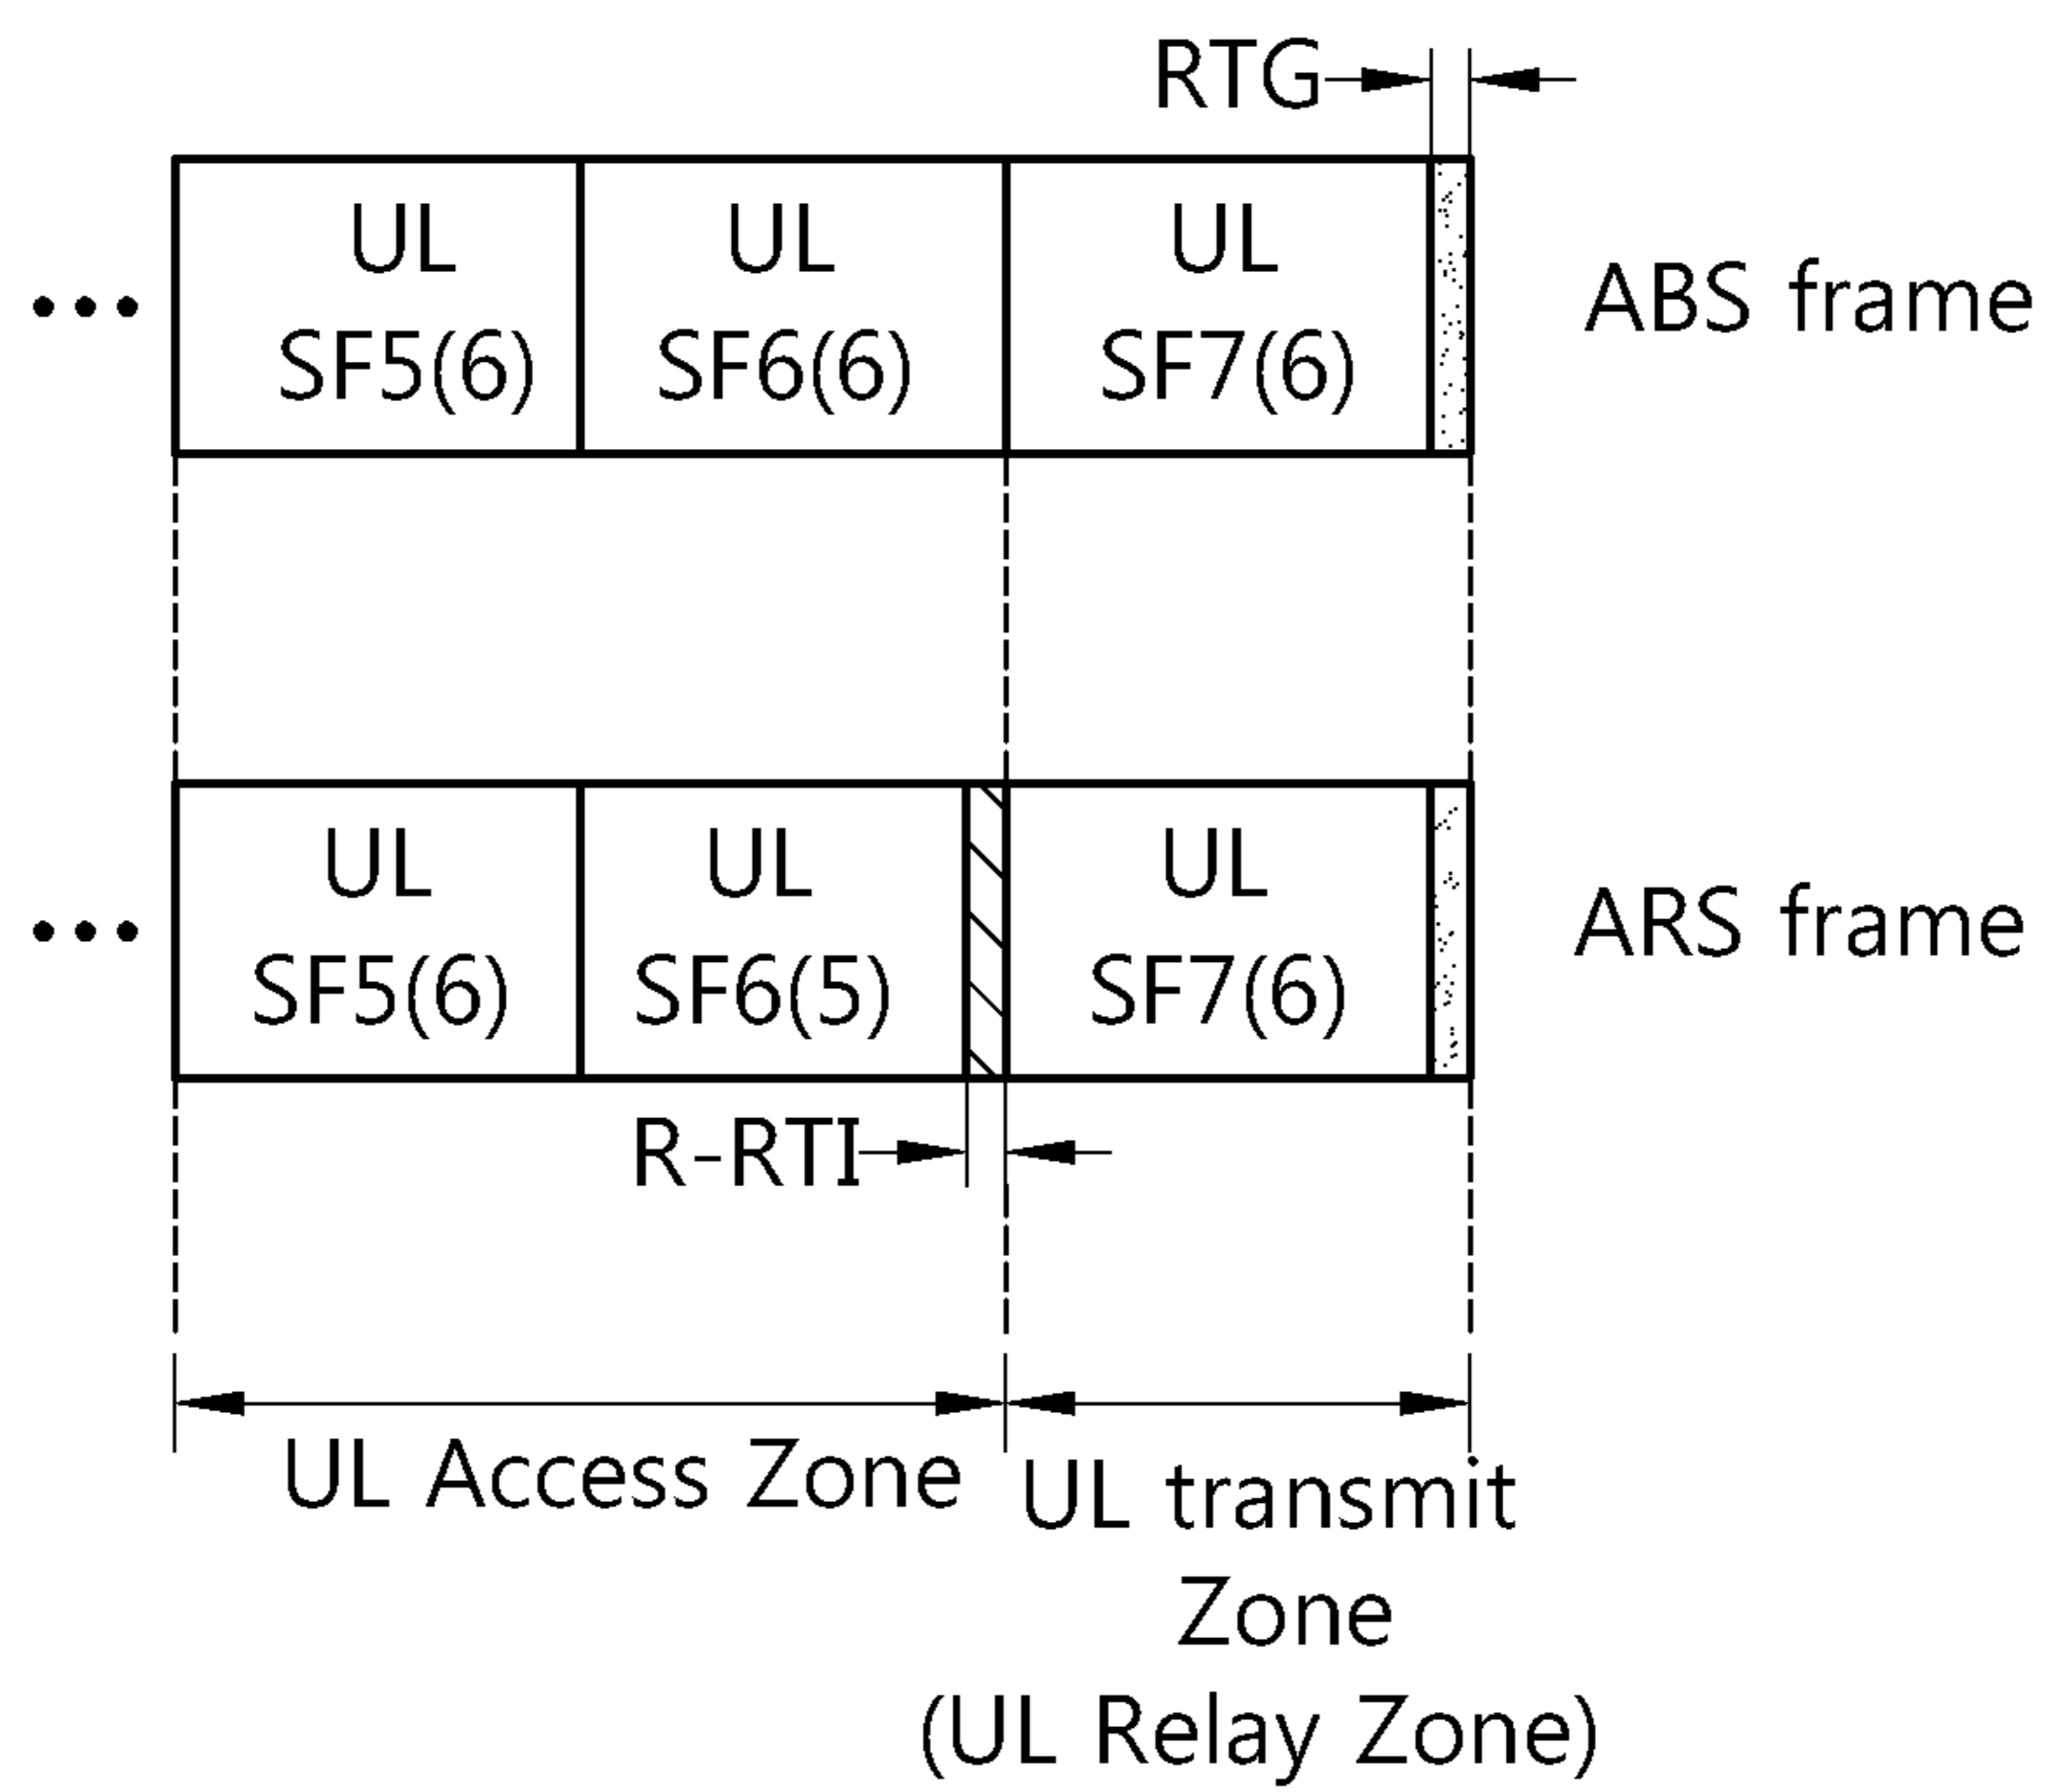 RTG
UL UL UL
SF5(6) SF6(6) SF7(6)
ABS frame
UL UL UL
SF5(6) SF6(5) SF7(6)
ARS frame
R-RTI
UL Access Zone
UL transmit
Zone
(UL Relay Zone)